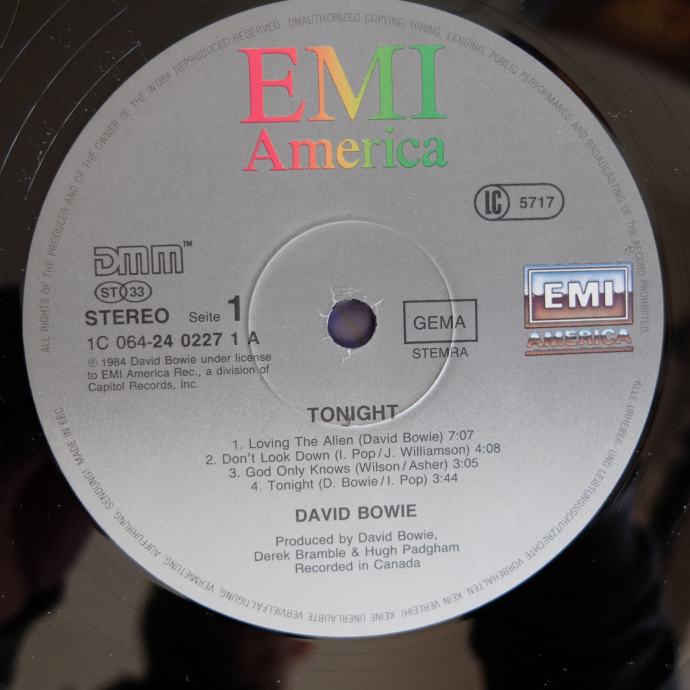 ALL RIGHTS OF THE PRODUCER AND OF THE OWNER OF THE WORK REPRODUCED RESERVED. UNAUTHORIZED COPYING, HIRING, LENDING, PUBLIC PERFORMANCE AND BROADCASTING OF THE RECORD PROHIBITED.
EMI
America
LC 5717
DMM™
ST 33
STEREO Seite 1
1C 064-24 0227 1 A
℗ 1984 David Bowie under license
to EMI America Rec., a division of
Capitol Records, Inc.
GEMA
STEMRA
EMI
AMERICA
TONIGHT
1. Loving The Alien (David Bowie) 7:07
2. Don't Look Down (I. Pop/J. Williamson) 4:08
3. God Only Knows (Wilson/Asher) 3:05
4. Tonight (D. Bowie/I. Pop) 3:44
DAVID BOWIE
Produced by David Bowie,
Derek Bramble & Hugh Padgham
Recorded in Canada
ALLE URHEBER- UND LEISTUNGSSCHUTZRECHTE VORBEHALTEN. KEIN VERLEIH! KEINE UNERLAUBTE VERVIELFÄLTIGUNG, VERMIETUNG, AUFFÜHRUNG, SENDUNG! MADE IN EEC.